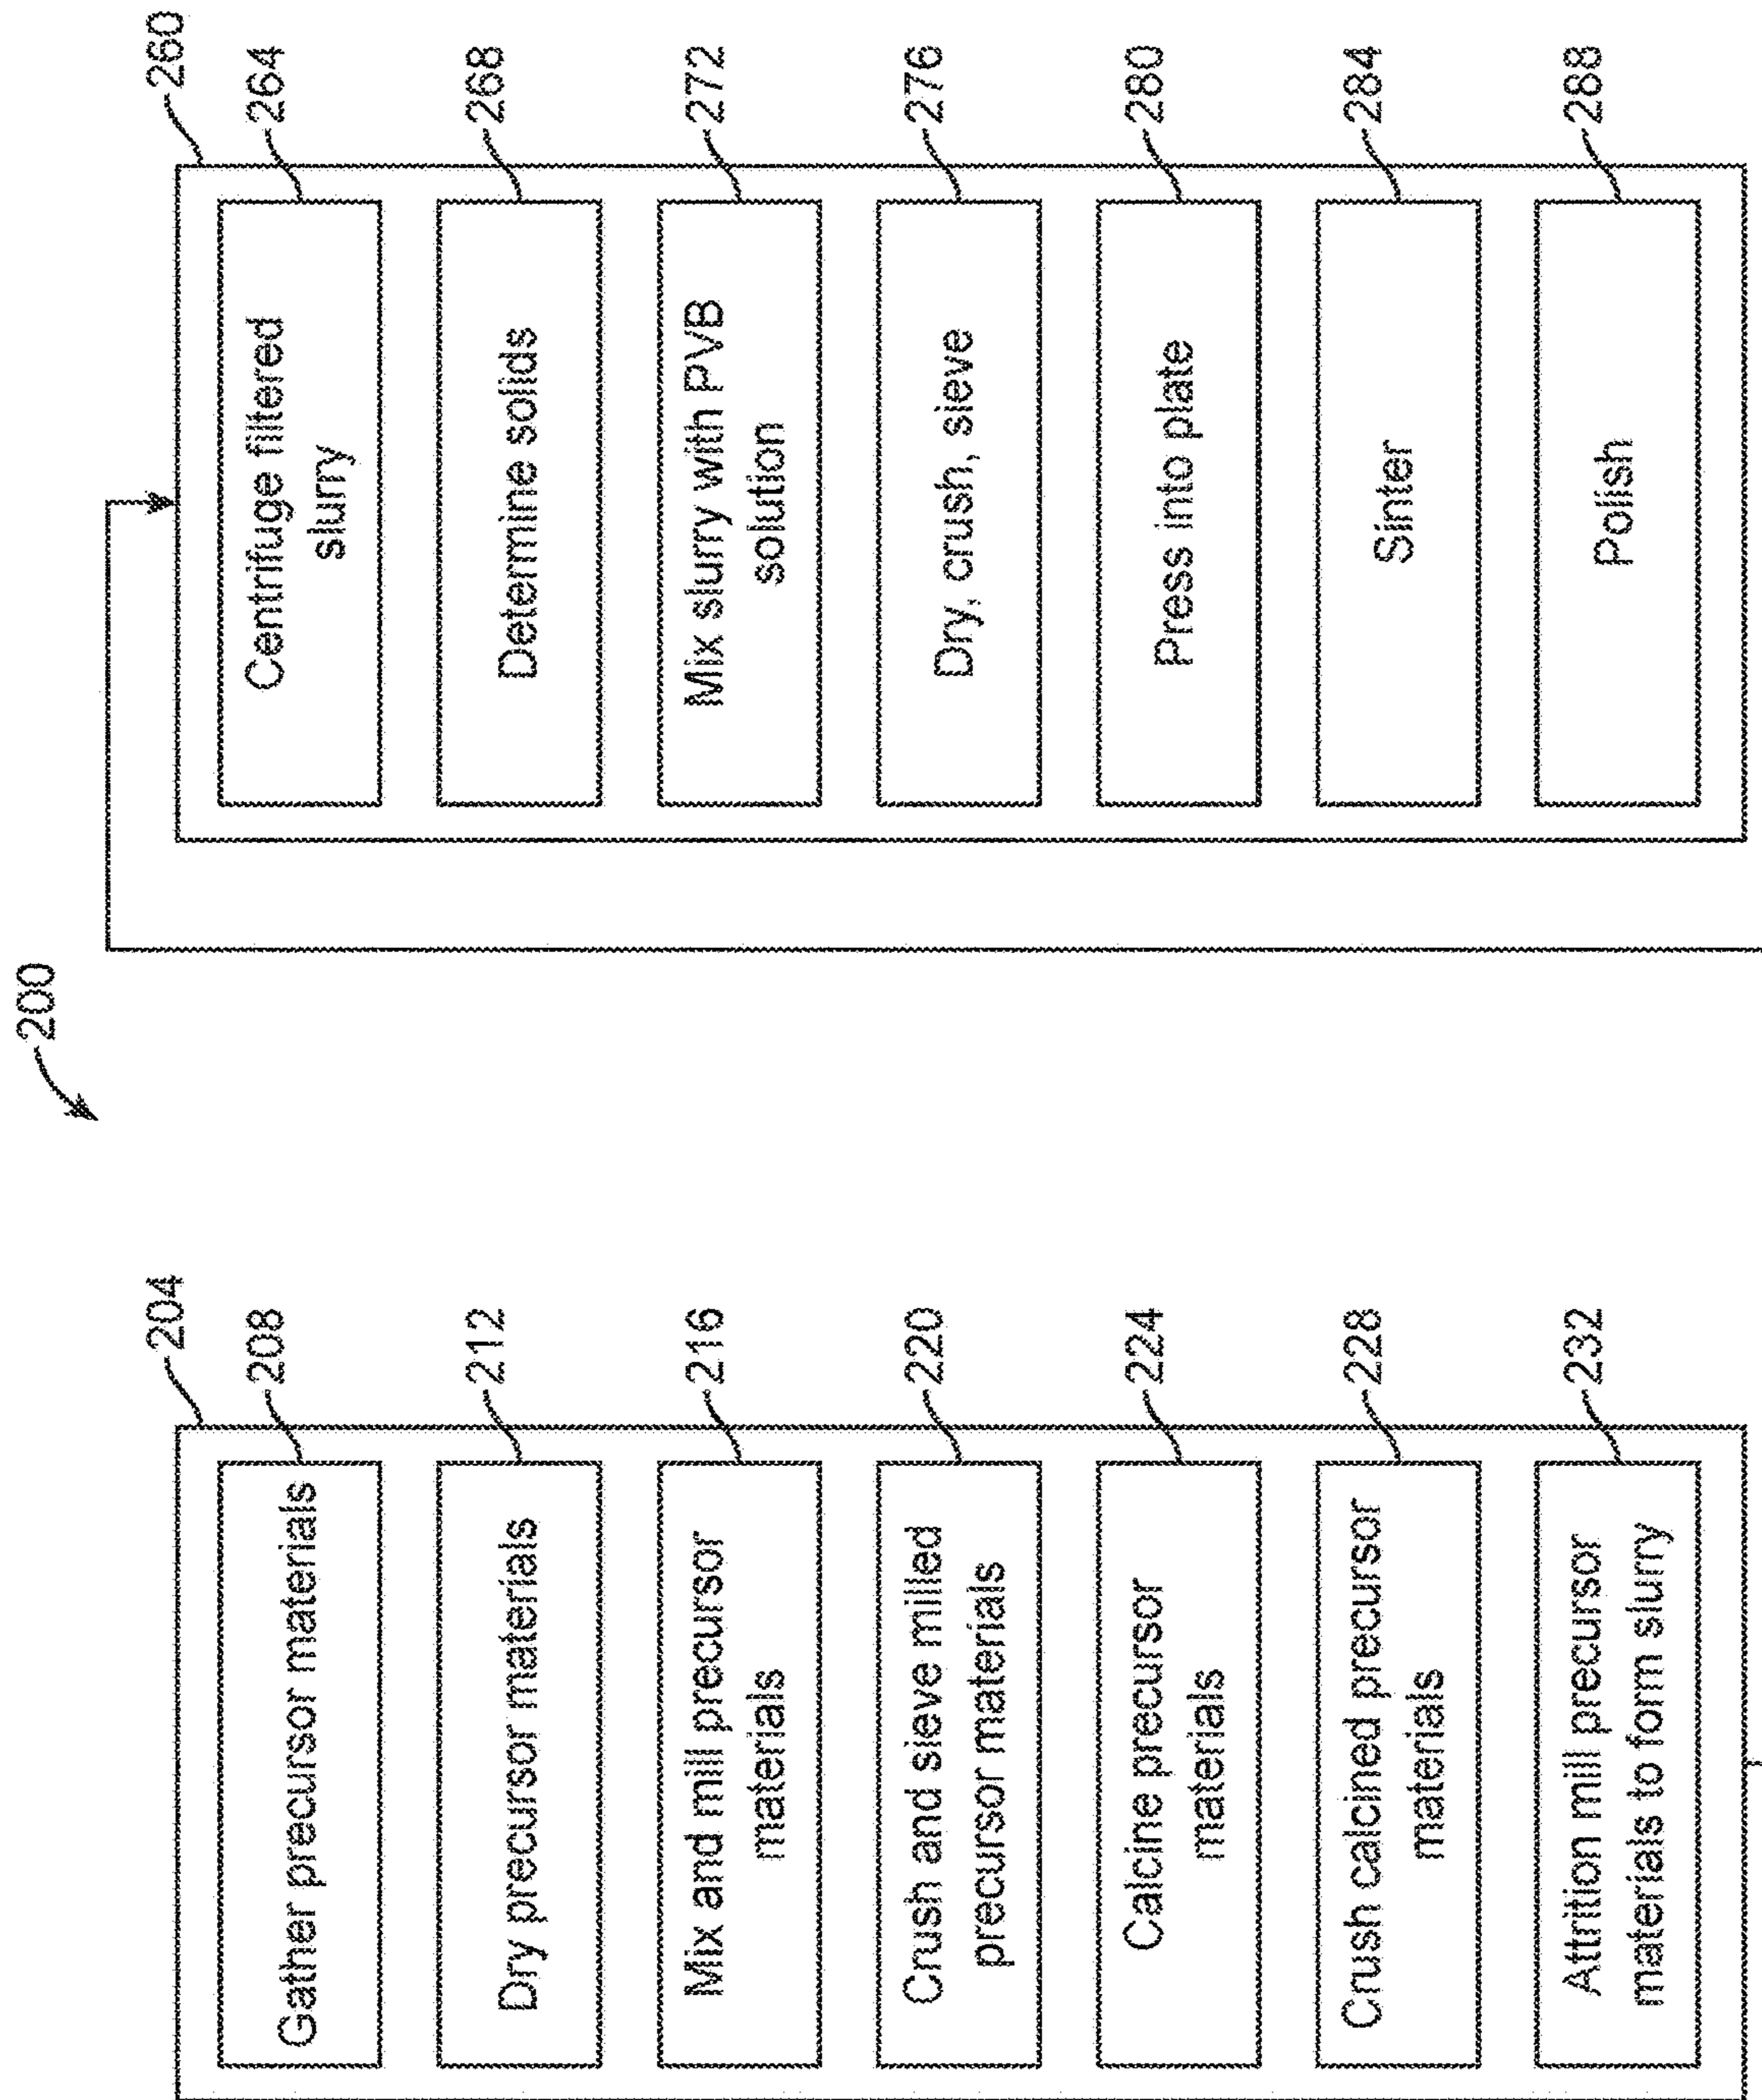 200
204
Gather precursor materials
208
Dry precursor materials
212
Mix and mill precursor
materials
216
Crush and sieve milled
precursor materials
220
Calcine precursor
materials
224
Crush calcined precursor
materials
228
Attrition mill precursor
materials to form slurry
232
260
Centrifuge filtered
slurry
264
Determine solids
268
Mix slurry with PVB
solution
272
Dry, crush, sieve
276
Press into plate
280
Sinter
284
Polish
288